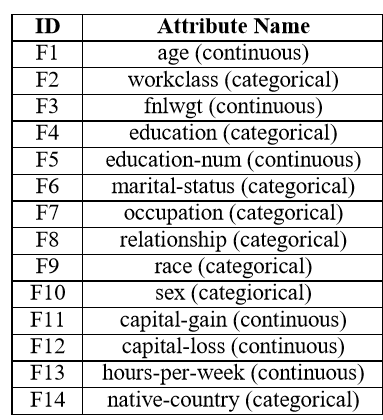 ID Attribute Name
F1 age (continuous)
F2 workclass (categorical)
F3 fnlwgt (continuous)
F4 education (categorical)
F5 education-num (continuous)
F6 marital-status (categorical)
F7 occupation (categorical)
F8 relationship (categorical)
F9 race (categorical)
F10 sex (categiorical)
F11 capital-gain (continuous)
F12 capital-loss (continuous)
F13 hours-per-week (continuous)
F14 native-country (categorical)